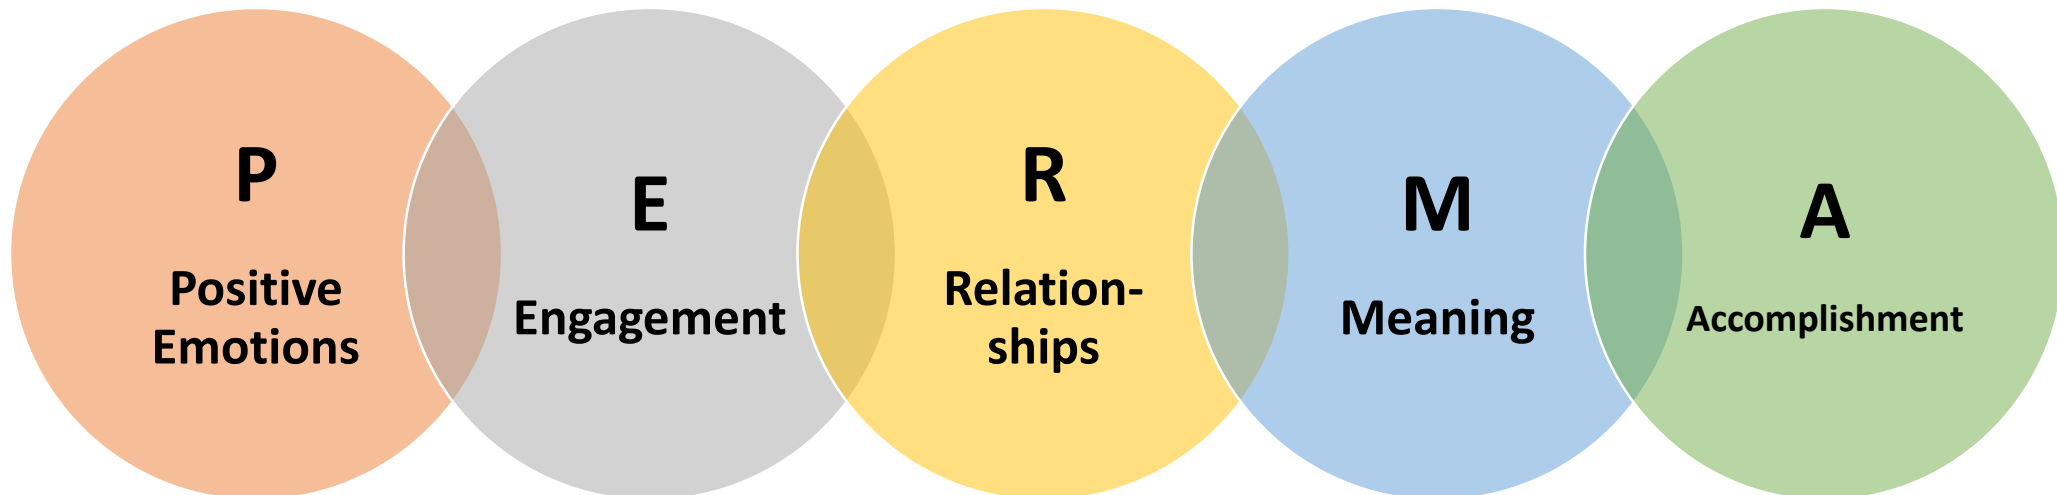 P
Positive
Emotions
E
Engagement
R
Relation-
ships
M
Meaning
A
Accomplishment